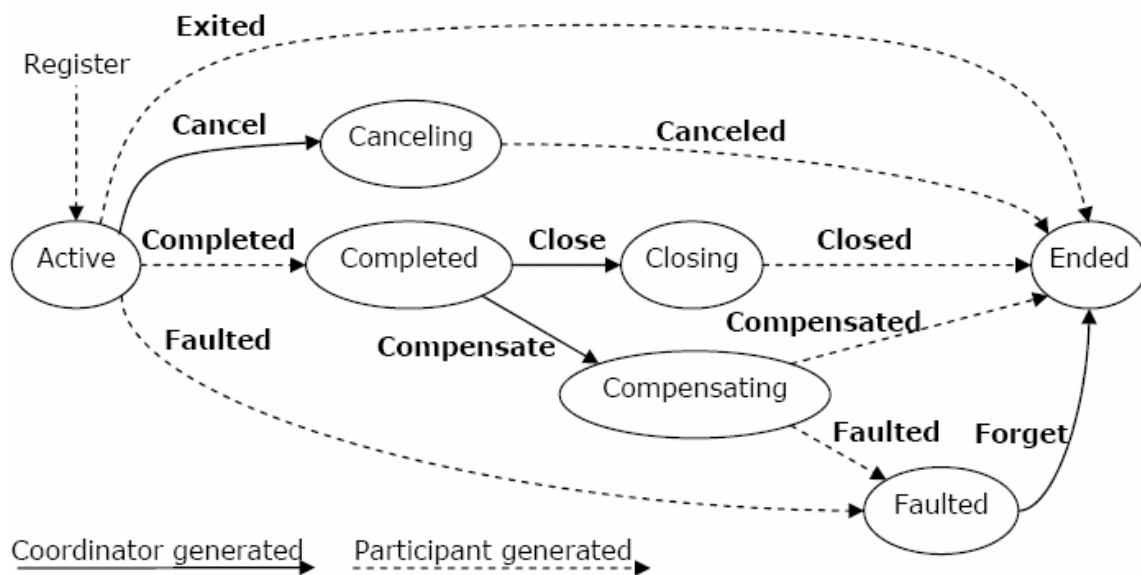 Exited
Register
Cancel
Canceling
Canceled
Active
Completed
Completed
Close
Closing
Closed
Ended
Faulted
Compensate
Compensated
Compensating
Faulted
Forget
Faulted
Coordinator generated
Participant generated